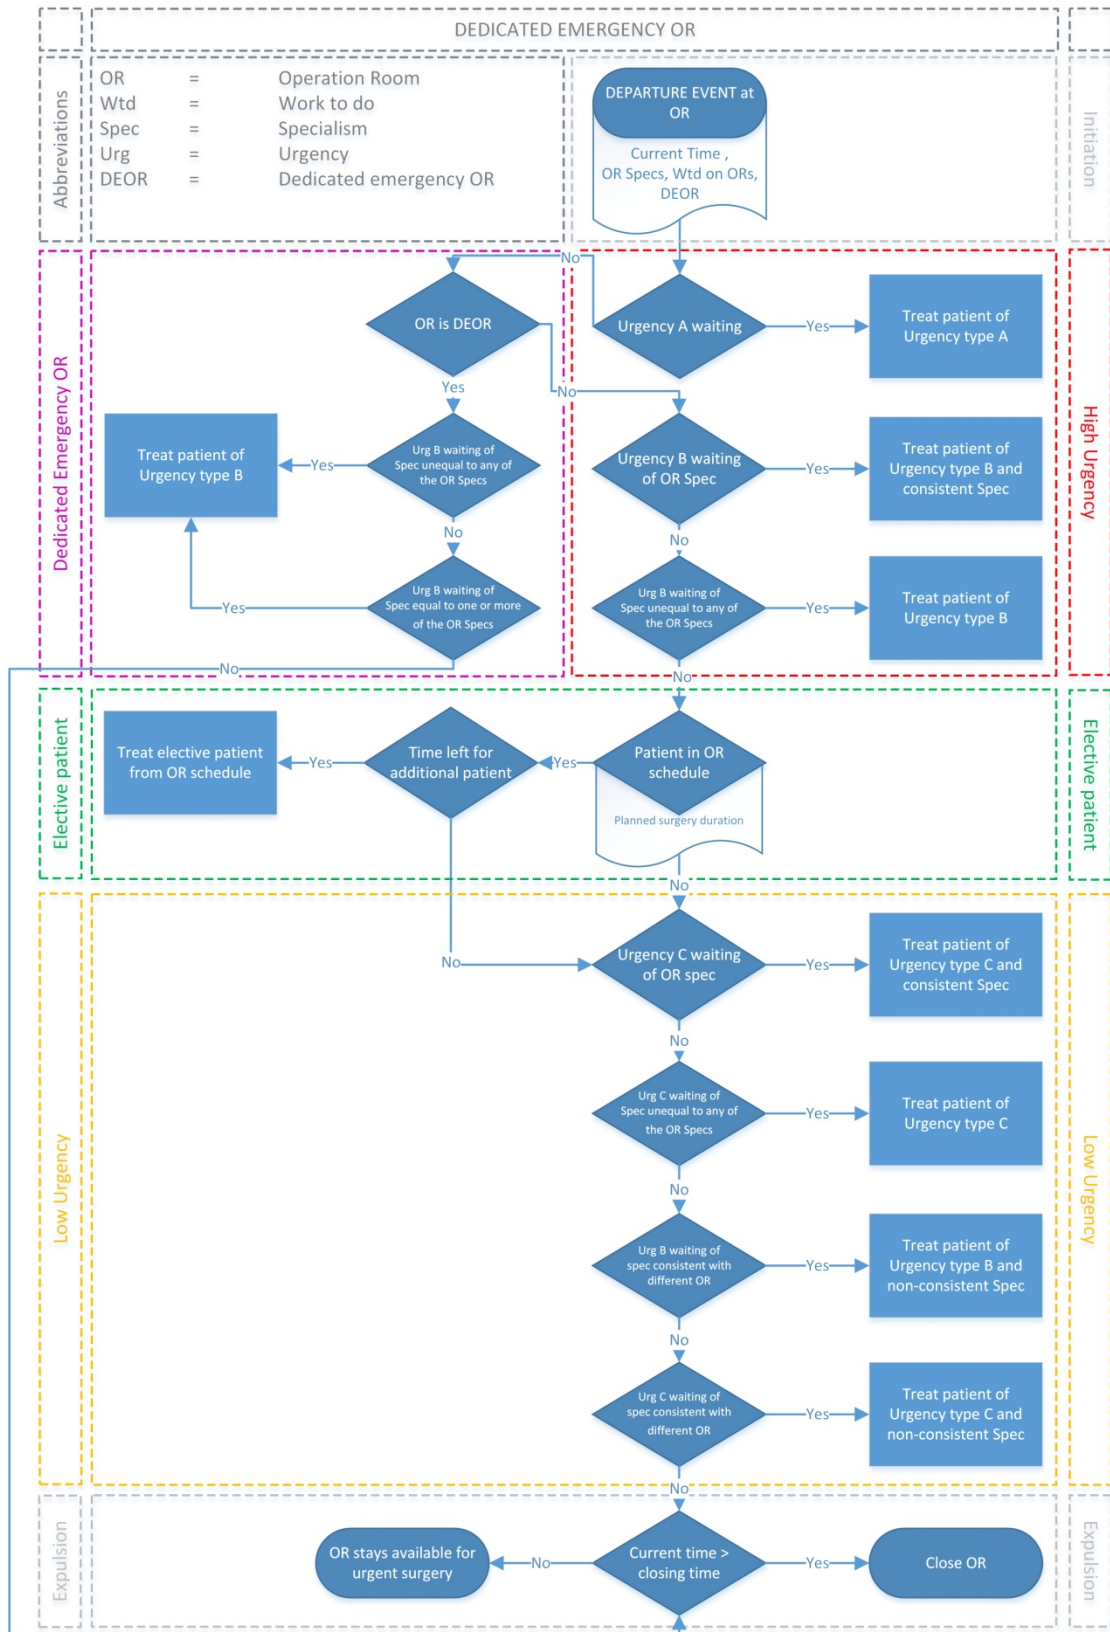 DEDICATED EMERGENCY OR
Abbreviations
OR = Operation Room
Wtd = Work to do
Spec = Specialism
Urg = Urgency
DEOR = Dedicated emergency OR
DEPARTURE EVENT at
OR
Current Time ,
OR Specs, Wtd on ORs,
DEOR
Initiation
Dedicated Emergency OR
No
OR is DEOR
Urgency A waiting
Yes
Treat patient of
Urgency type A
High Urgency
Yes
No
Treat patient of
Urgency type B
Yes
Urg B waiting of
Spec unequal to any of
the OR Specs
Urgency B waiting
of OR Spec
Yes
Treat patient of
Urgency type B and
consistent Spec
No
No
Yes
Urg B waiting of
Spec equal to one or more
of the OR Specs
Urg B waiting of
Spec unequal to any of
the OR Specs
Yes
Treat patient of
Urgency type B
No
No
Elective patient
Treat elective patient
from OR schedule
Yes
Time left for
additional patient
Yes
Patient in OR
schedule
Planned surgery duration
Elective patient
No
Low Urgency
No
Urgency C waiting
of OR spec
Yes
Treat patient of
Urgency type C and
consistent Spec
No
Urg C waiting of
Spec unequal to any of
the OR Specs
Yes
Treat patient of
Urgency type C
Low Urgency
No
Urg B waiting of
spec consistent with
different OR
Yes
Treat patient of
Urgency type B and
non-consistent Spec
No
Urg C waiting of
spec consistent with
different OR
Yes
Treat patient of
Urgency type C and
non-consistent Spec
No
Expulsion
OR stays available for
urgent surgery
No
Current time >
closing time
Yes
Close OR
Expulsion